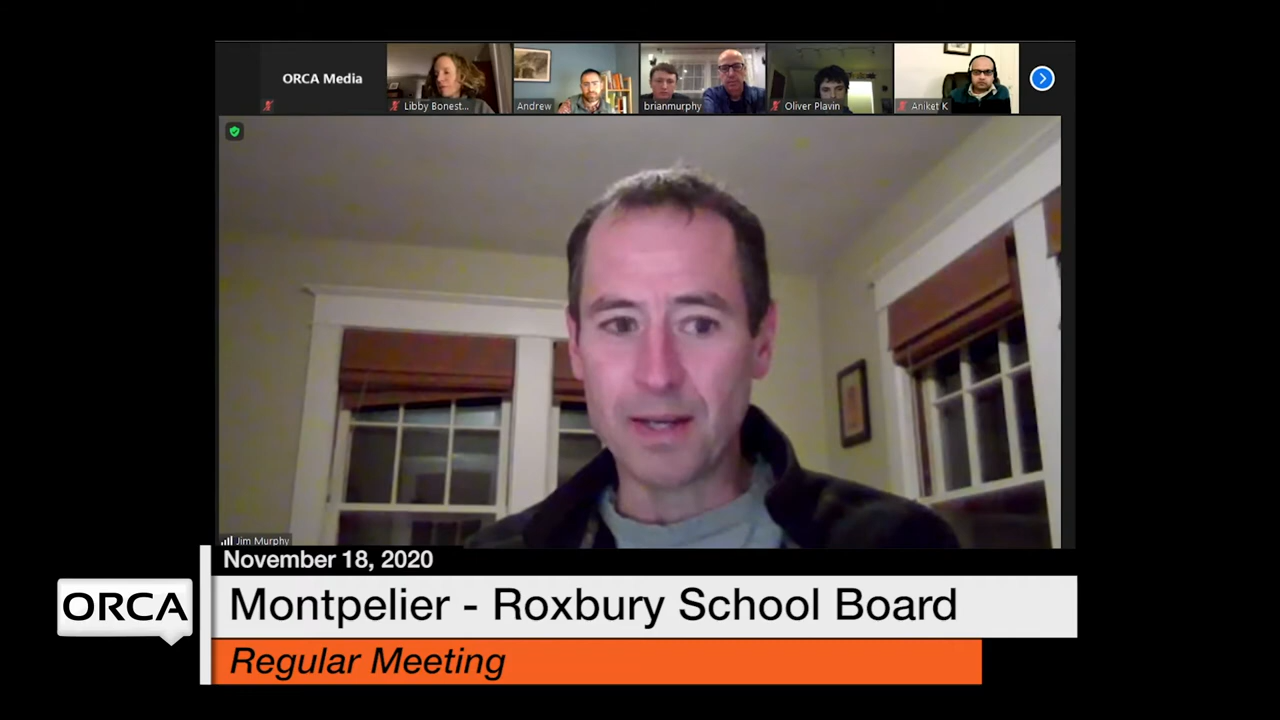 ORCA Media
Libby Bonest...
Andrew
brianmurphy
Oliver Plavin
Aniket K
Jim Murphy
November 18, 2020
ORCA
Montpelier - Roxbury School Board
Regular Meeting